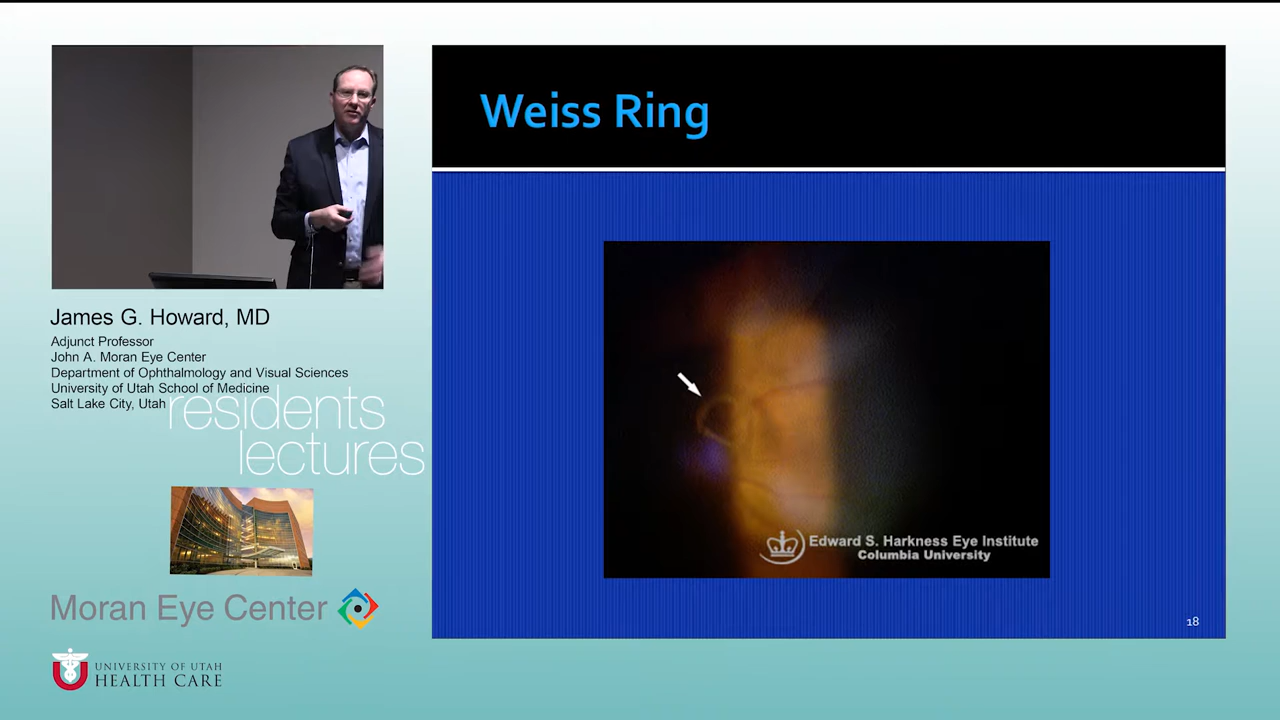 Weiss Ring
James G. Howard, MD
Adjunct Professor
John A. Moran Eye Center
Department of Ophthalmology and Visual Sciences
University of Utah School of Medicine
Salt Lake City, Utah
residents
lectures
Edward S. Harkness Eye Institute
Columbia University
Moran Eye Center
18
UNIVERSITY OF UTAH
HEALTH CARE